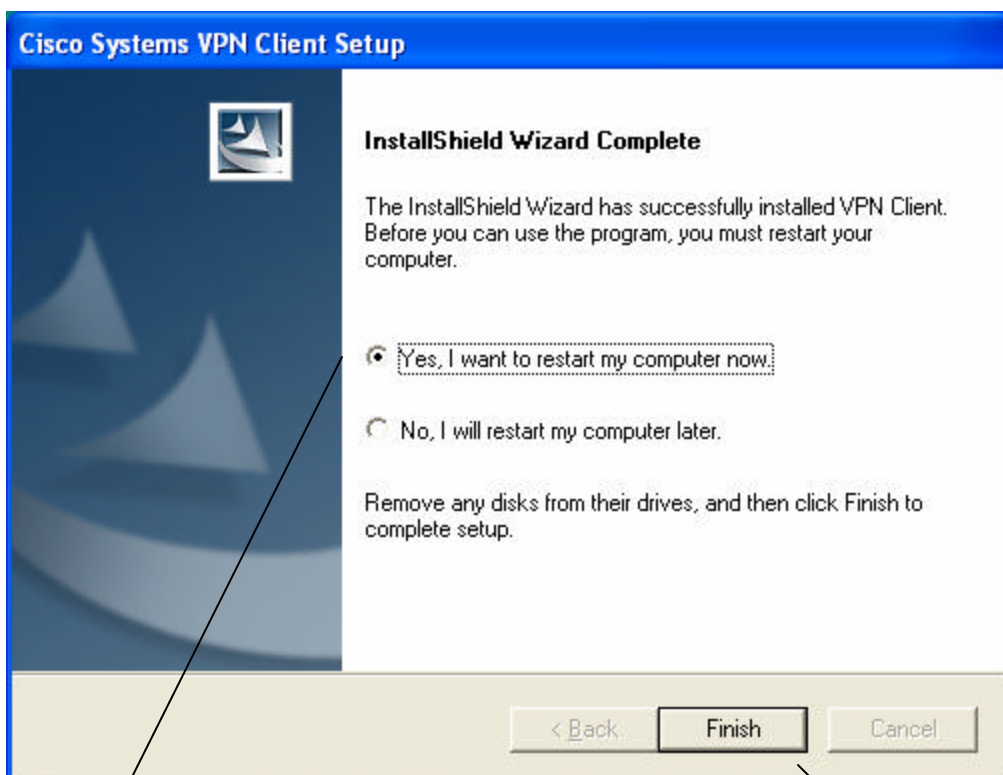 Cisco Systems VPN Client Setup
InstallShield Wizard Complete
The InstallShield Wizard has successfully installed VPN Client.
Before you can use the program, you must restart your
computer.
Yes, I want to restart my computer now.
No, I will restart my computer later.
Remove any disks from their drives, and then click Finish to
complete setup.
< Back
Finish
Cancel